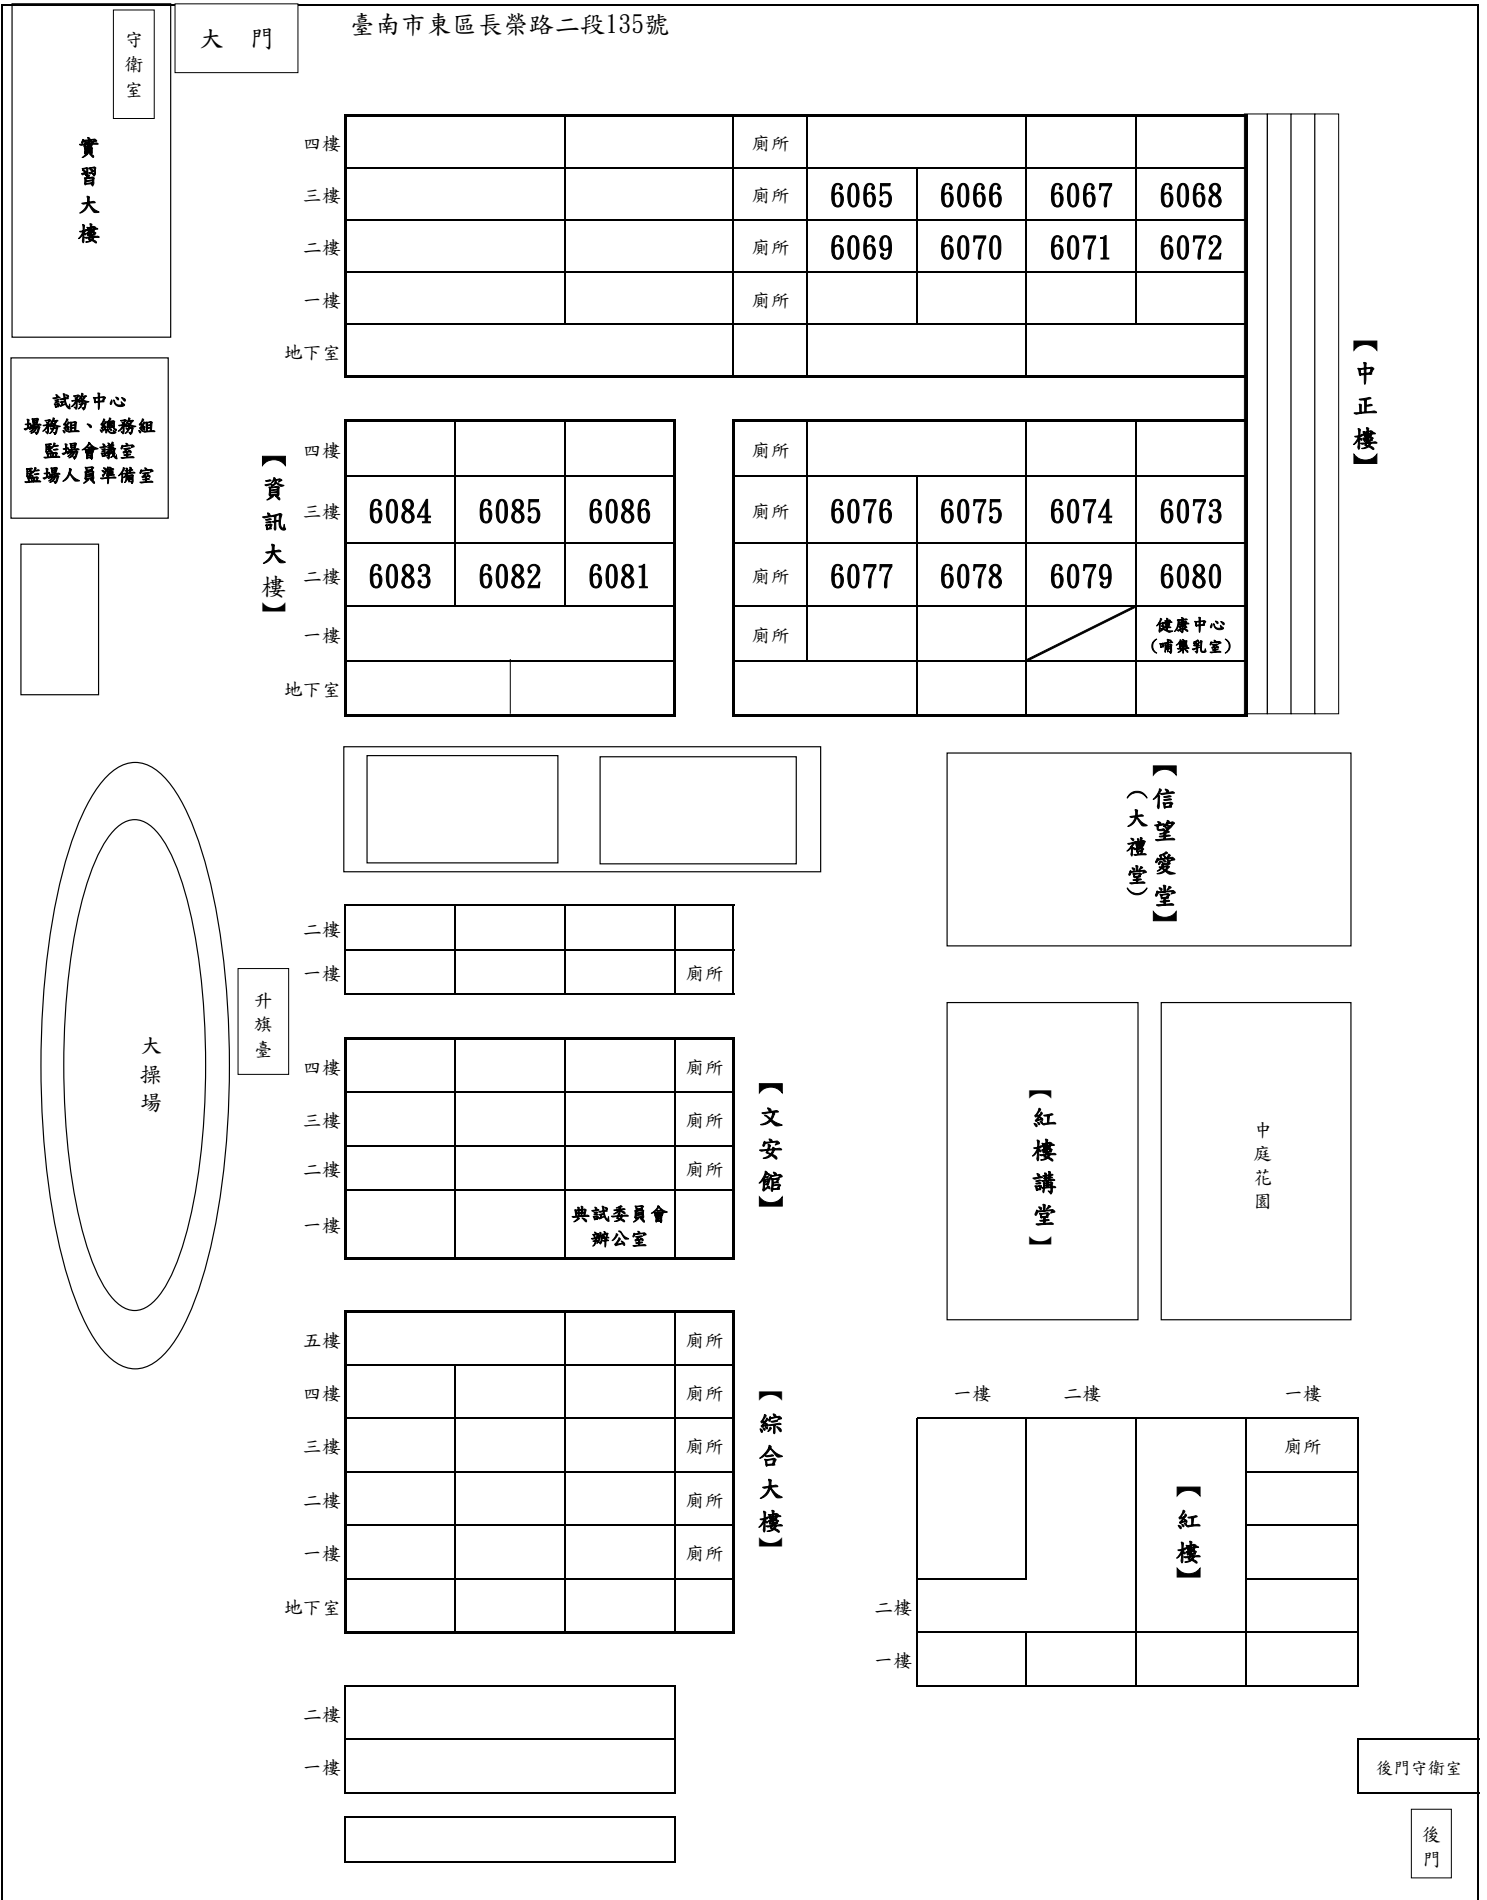 臺南市東區長榮路二段135號
大 門
守衛室
實習大樓
四樓 廁所
三樓 廁所 6065 6066 6067 6068
二樓 廁所 6069 6070 6071 6072
一樓 廁所
地下室
【中正樓】
試務中心
場務組、總務組
監場會議室
監場人員準備室
【資訊大樓】
四樓 廁所
三樓 6084 6085 6086 廁所 6076 6075 6074 6073
二樓 6083 6082 6081 廁所 6077 6078 6079 6080
一樓 廁所 健康中心
(哺集乳室)
地下室
【信望愛堂】
(大禮堂)
二樓
一樓 廁所
升旗臺
大操場
四樓 廁所
三樓 廁所
二樓 廁所
一樓 典試委員會
辦公室
【文安館】
【紅樓講堂】
中庭花園
五樓 廁所
四樓 廁所
三樓 廁所
二樓 廁所
一樓 廁所
地下室
【綜合大樓】
一樓 二樓 一樓
廁所
【紅樓】
二樓
一樓
二樓
一樓
後門守衛室
後門